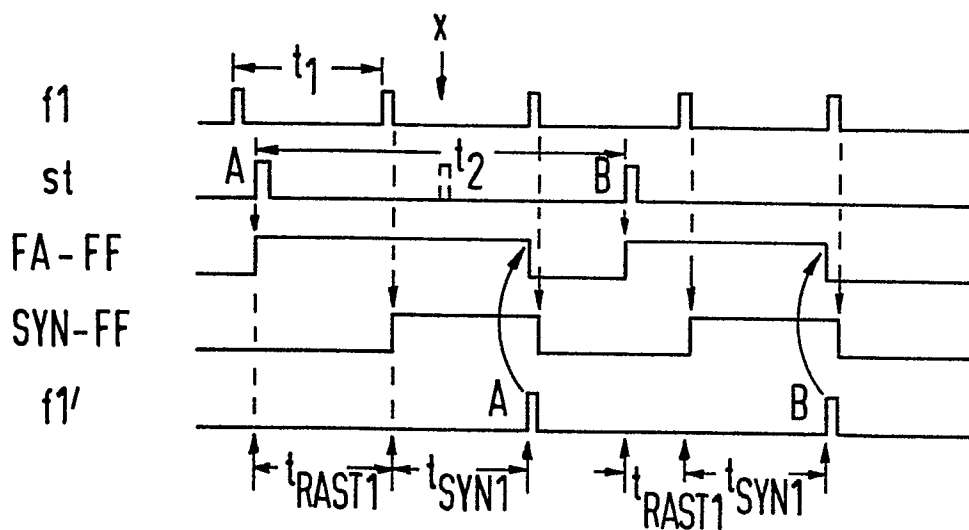 x
f1
t1
st
A
t2
B
FA-FF
SYN-FF
f1'
A
B
tRAST1
tSYN1
tRAST1
tSYN1